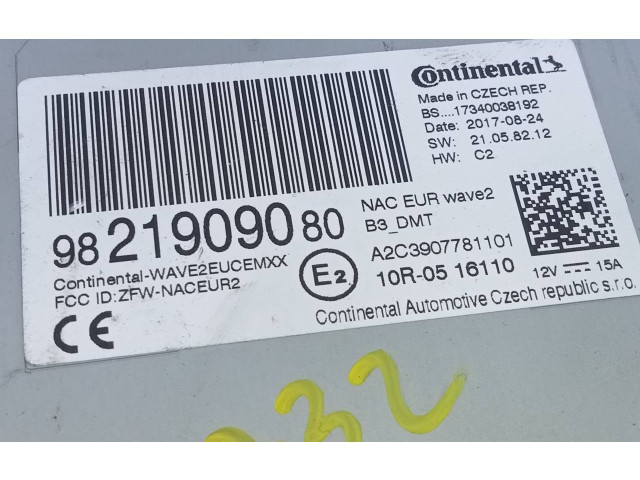 Continental
Made in CZECH REP.
BS....17340038192
Date: 2017-08-24
SW: 21.05.82.12
HW: C2
98 219090 80
NAC EUR wave2
B3_DMT
Continental-WAVE2EUCEMXX
FCC ID:ZFW-NACEUR2
CE
E2
A2C3907781101
10R-05 16110
12V 15A
Continental Automotive Czech republic s.r.o.